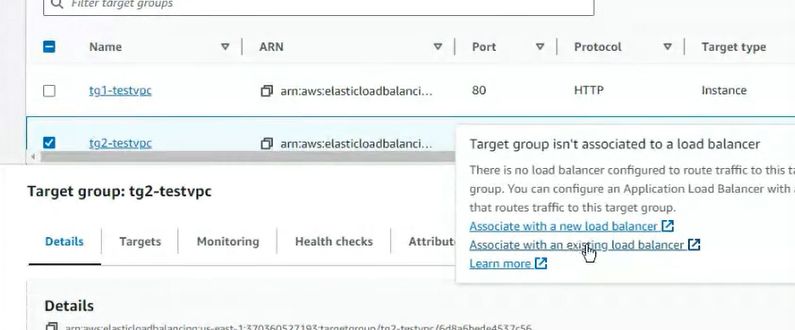 Filter target groups
Name ARN Port Protocol Target type
tg1-testvpc arn:aws:elasticloadbalanci... 80 HTTP Instance
tg2-testvpc arn:aws:elasticloadbalanci...
Target group isn't associated to a load balancer
There is no load balancer configured to route traffic to this
group. You can configure an Application Load Balancer with
that routes traffic to this target group.
Associate with a new load balancer
Associate with an existing load balancer
Learn more
Target group: tg2-testvpc
Details Targets Monitoring Health checks
Details
arn:aws:elasticloadbalancing:us-east-1:370360527193:targetgroup/tg2-testvpc/6d8a6bede4537c56